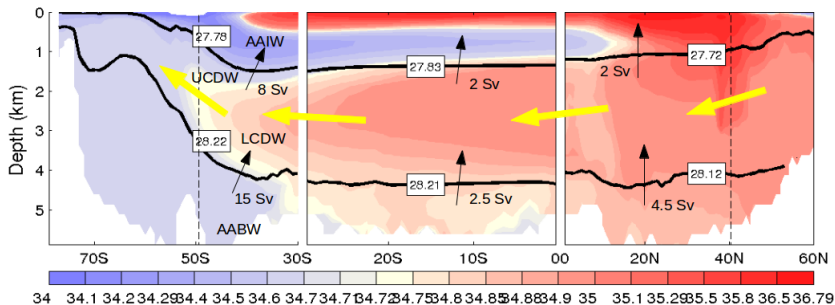 0
1
2
3
4
5
Depth (km)
27.78
AAIW
UCDW
8 Sv
28.22
LCDW
15 Sv
AABW
27.83
2 Sv
28.21
2.5 Sv
2 Sv
27.72
28.12
4.5 Sv
70S 50S 30S 10S 00 20N 40N 60N
34 34.1 34.2 34.29 34.4 34.5 34.6 34.73 34.71 34.72 34.75 34.8 34.85 34.88 34.9 35 35.1 35.29 35.5 35.8 36.5 36.79